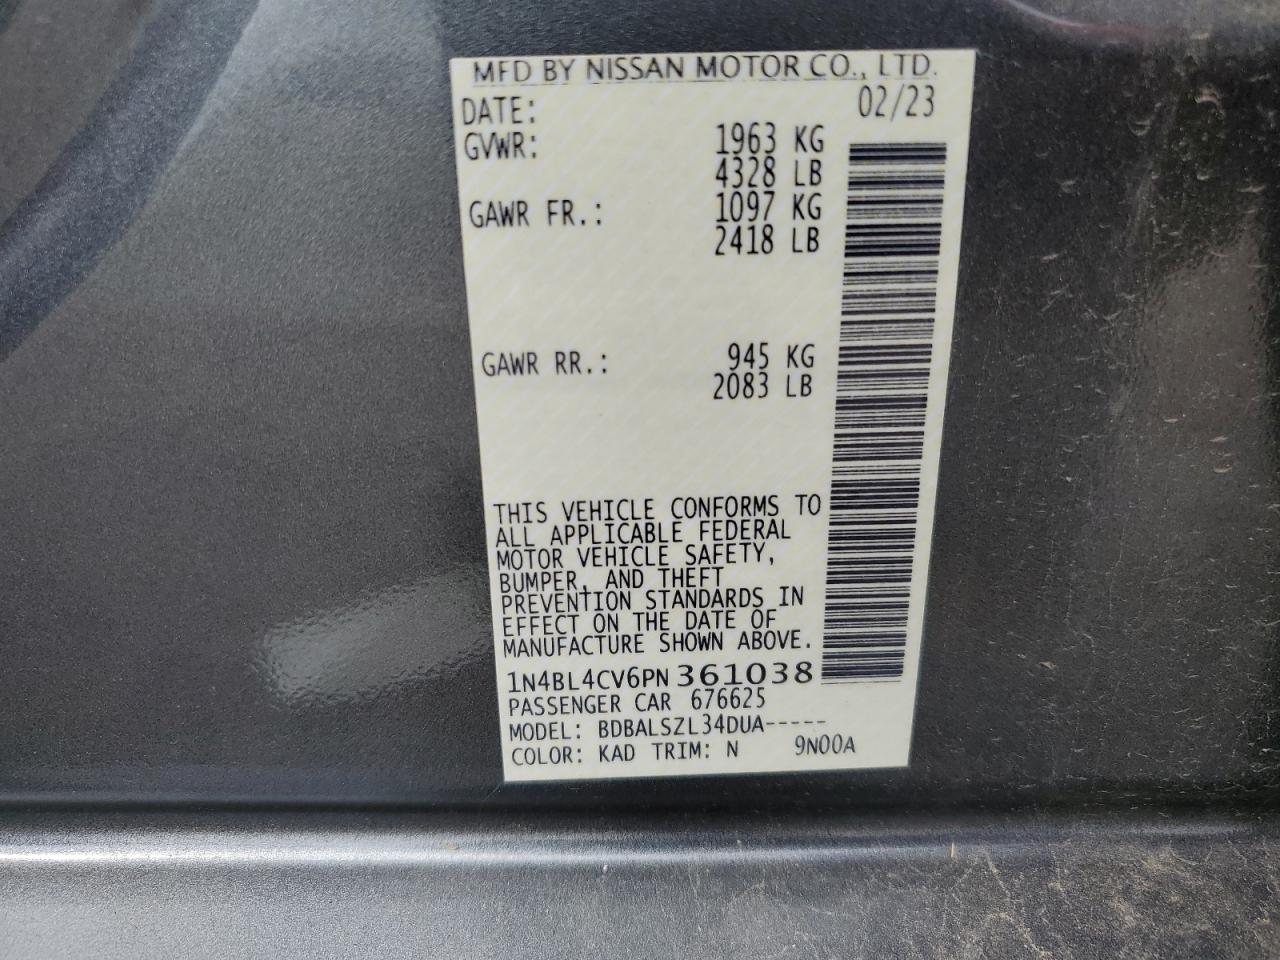 MFD BY NISSAN MOTOR CO., LTD.
DATE: 02/23
GVWR: 1963 KG
4328 LB
GAWR FR.: 1097 KG
2418 LB
GAWR RR.: 945 KG
2083 LB
THIS VEHICLE CONFORMS TO
ALL APPLICABLE FEDERAL
MOTOR VEHICLE SAFETY,
BUMPER, AND THEFT
PREVENTION STANDARDS IN
EFFECT ON THE DATE OF
MANUFACTURE SHOWN ABOVE.
1N4BL4CV6PN361038
PASSENGER CAR 676625
MODEL: BDBALSZL34DUA-----
COLOR: KAD TRIM: N 9N00A